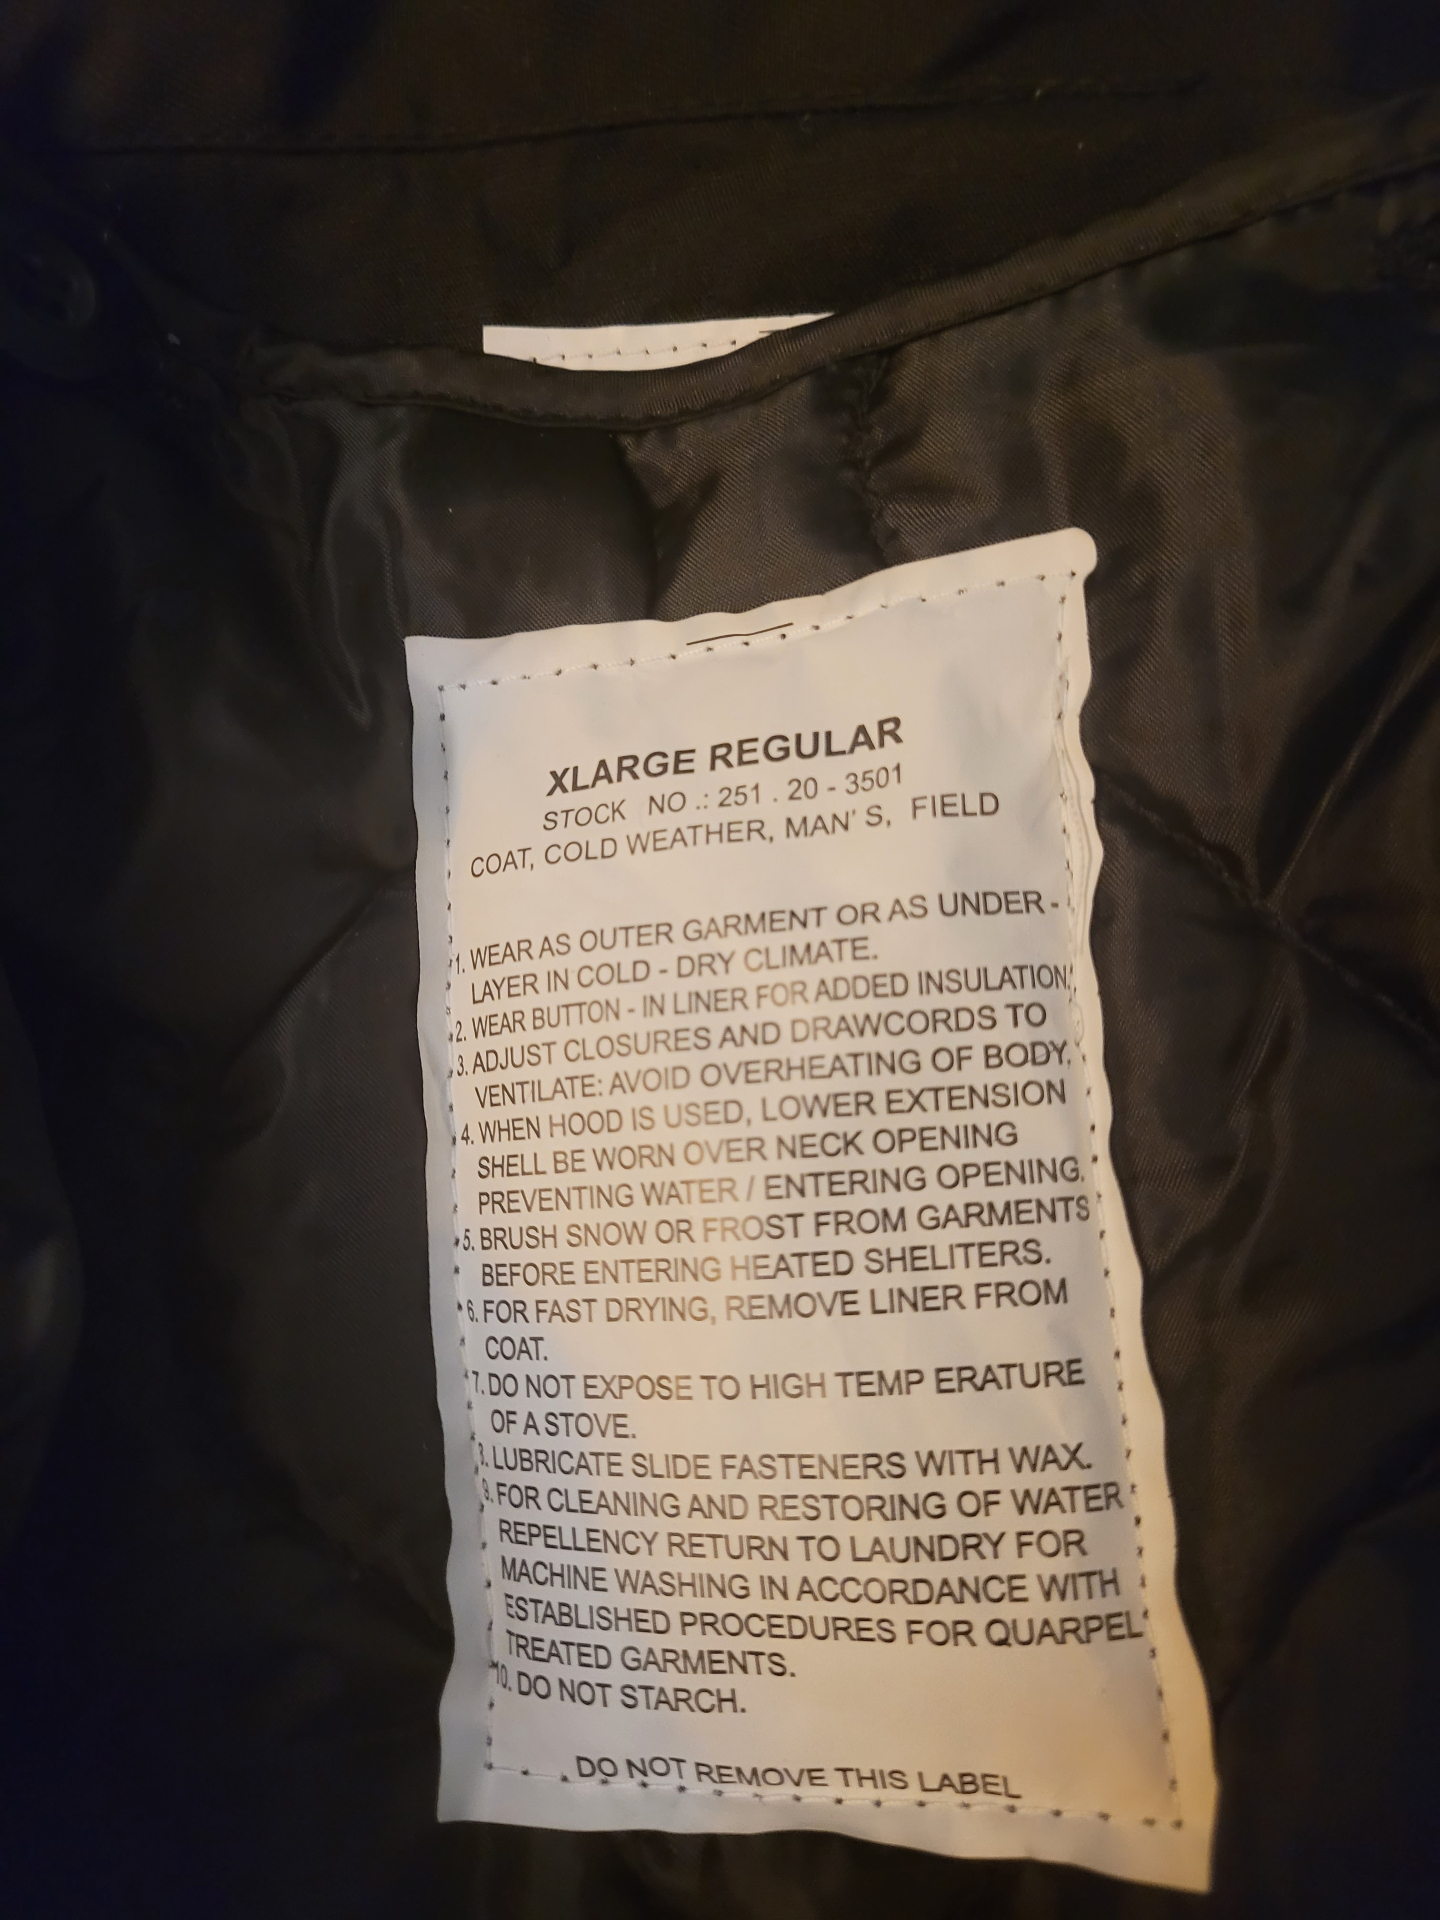 XLARGE REGULAR
STOCK NO .: 251 . 20 - 3501
COAT, COLD WEATHER, MAN' S, FIELD
1. WEAR AS OUTER GARMENT OR AS UNDER -
LAYER IN COLD - DRY CLIMATE.
2. WEAR BUTTON - IN LINER FOR ADDED INSULATION.
3. ADJUST CLOSURES AND DRAWCORDS TO
VENTILATE: AVOID OVERHEATING OF BODY.
4. WHEN HOOD IS USED, LOWER EXTENSION
SHELL BE WORN OVER NECK OPENING
PREVENTING WATER / ENTERING OPENING.
5. BRUSH SNOW OR FROST FROM GARMENTS
BEFORE ENTERING HEATED SHELITERS.
6. FOR FAST DRYING, REMOVE LINER FROM
COAT.
7. DO NOT EXPOSE TO HIGH TEMP ERATURE
OF A STOVE.
8. LUBRICATE SLIDE FASTENERS WITH WAX.
9. FOR CLEANING AND RESTORING OF WATER
REPELLENCY RETURN TO LAUNDRY FOR
MACHINE WASHING IN ACCORDANCE WITH
ESTABLISHED PROCEDURES FOR QUARPEL
TREATED GARMENTS.
10. DO NOT STARCH.
DO NOT REMOVE THIS LABEL